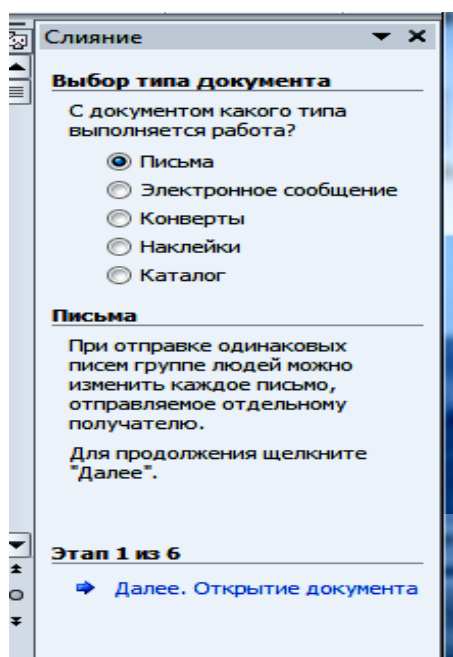 Слияние
Выбор типа документа
С документом какого типа
выполняется работа?
Письма
Электронное сообщение
Конверты
Наклейки
Каталог
Письма
При отправке одинаковых
писем группе людей можно
изменить каждое письмо,
отправляемое отдельному
получателю.
Для продолжения щелкните
"Далее".
Этап 1 из 6
Далее. Открытие документа